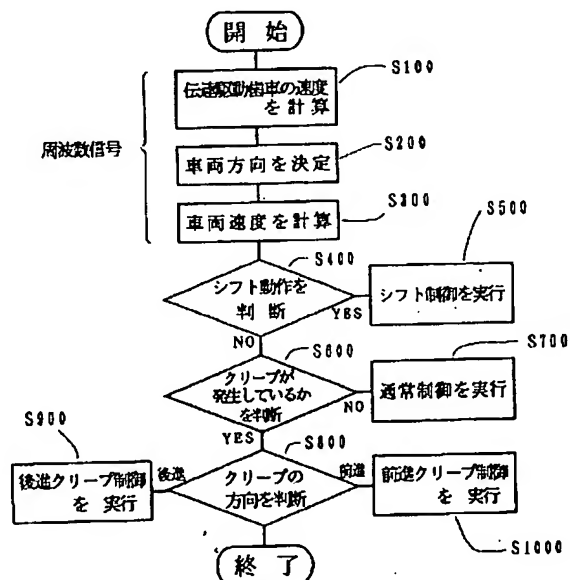 開 始
S100
伝達駆動歯車の速度
を 計 算
周波数信号
S200
車両方向を決定
S300
車両速度を計算
S400
シフト動作を
判 断
YES
S500
シフト制御を実行
NO
S600
クリープが
発生しているか
を判断
NO
S700
通常制御を実行
YES
S800
クリープの
方向を判断
後進
S900
後進クリープ制御
を 実行
前進
前進クリープ制御
を 実行
S1000
終 了